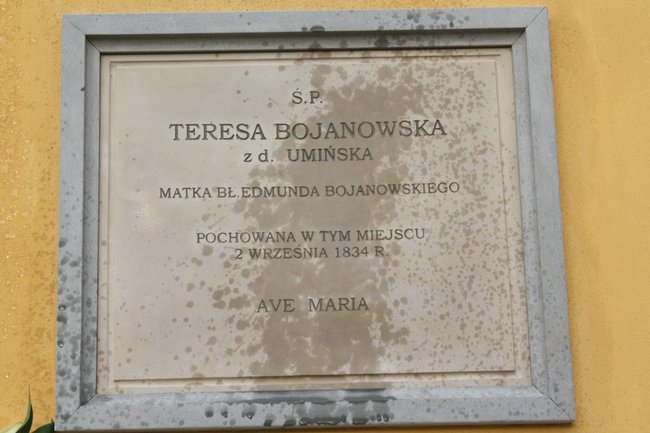 Ś.P.
TERESA BOJANOWSKA
z d. UMIŃSKA
MATKA BŁ.EDMUNDA BOJANOWSKIEGO
POCHOWANA W TYM MIEJSCU
2 WRZEŚNIA 1834 R.
AVE MARIA